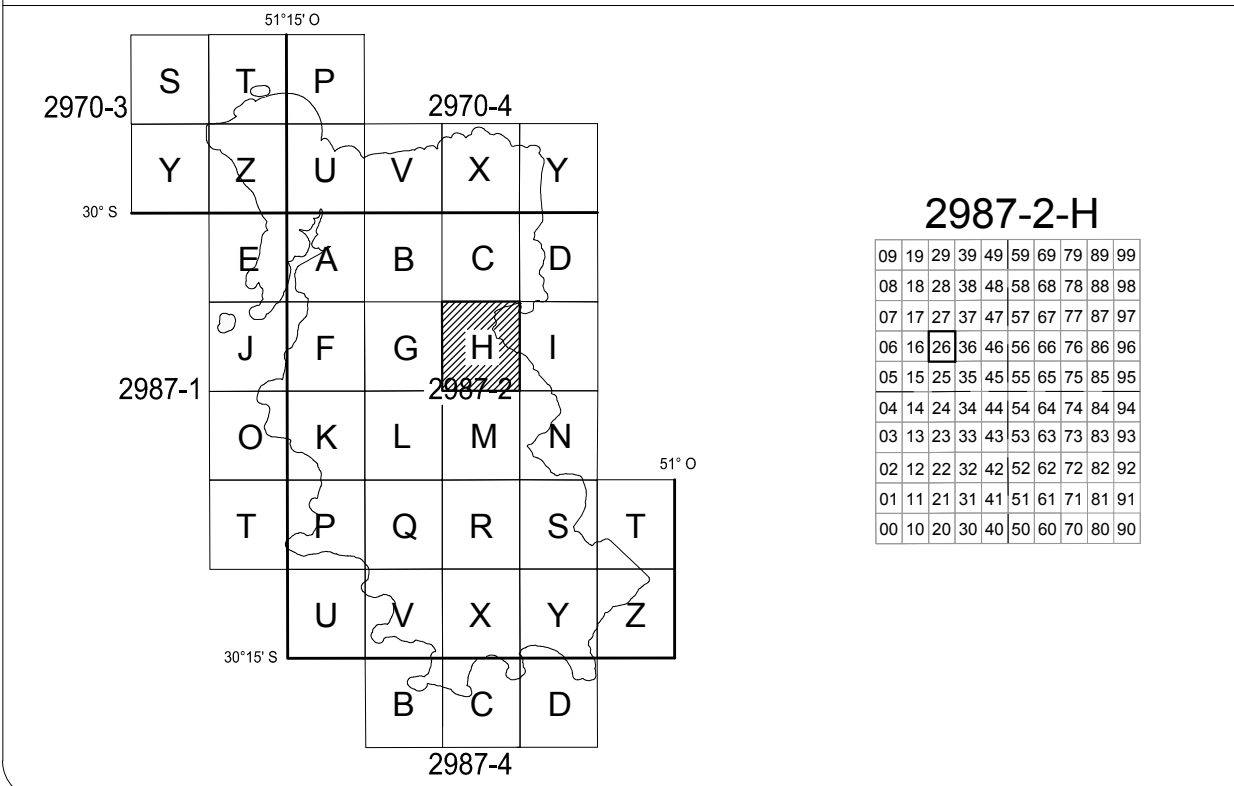 51°15' O
S T P
2970-3 2970-4
Y Z U V X Y
30° S
E A B C D
J F G H I
2987-1 2987-2
O K L M N
51° O
T P Q R S T
U V X Y Z
30°15' S
B C D
2987-4
2987-2-H
09 19 29 39 49 59 69 79 89 99
08 18 28 38 48 58 68 78 88 98
07 17 27 37 47 57 67 77 87 97
06 16 26 36 46 56 66 76 86 96
05 15 25 35 45 55 65 75 85 95
04 14 24 34 44 54 64 74 84 94
03 13 23 33 43 53 63 73 83 93
02 12 22 32 42 52 62 72 82 92
01 11 21 31 41 51 61 71 81 91
00 10 20 30 40 50 60 70 80 90